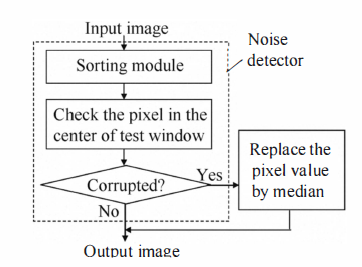 Input image
Noise
detector
Sorting module
Check the pixel in the
center of test window
Corrupted?
Yes
No
Replace the
pixel value
by median
Output image